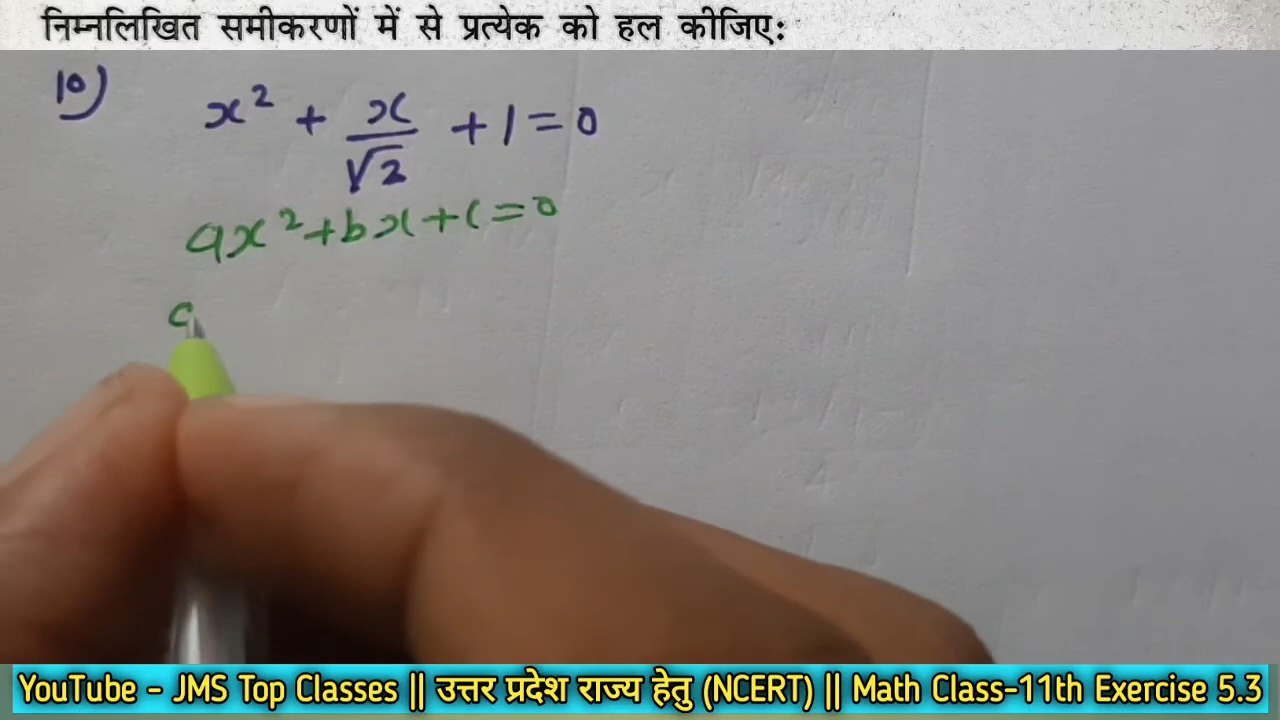 निम्नलिखित समीकरणों में से प्रत्येक को हल कीजिए:
10) x² + x/√2 + 1 = 0
ax² + bx + c = 0
YouTube - JMS Top Classes || उत्तर प्रदेश राज्य हेतु (NCERT) || Math Class-11th Exercise 5.3